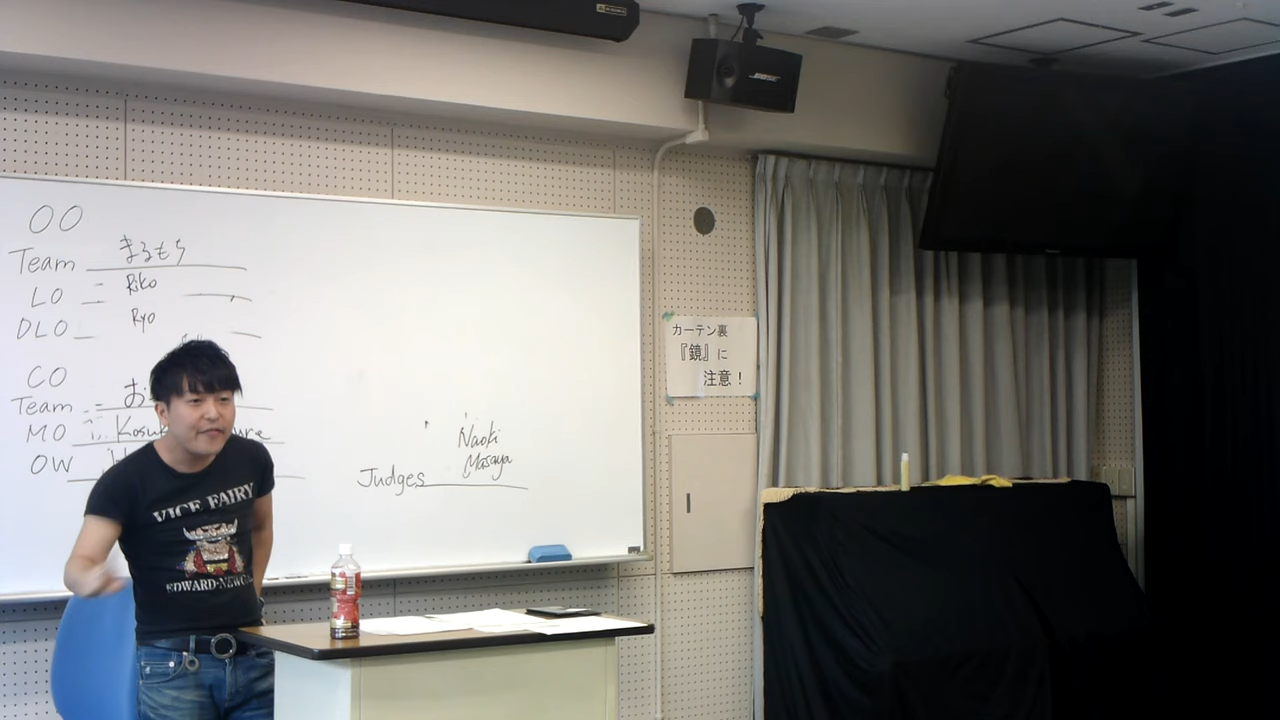 OO
Team まるもち
LO Riko
DLO Ryo
CO
Team お
MO Kosuk
OW
Judges Naoki
Masaya
カーテン裏
『鏡』に
注意!
BOSE
VICE FAIRY
EDWARD-NEWGA